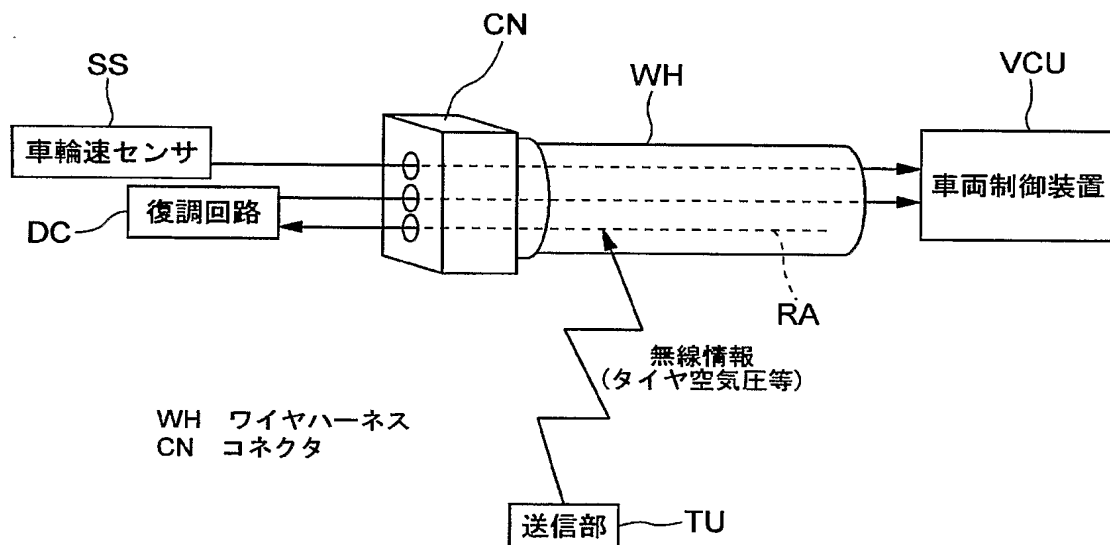 CN
SS
WH
VCU
車輪速センサ
復調回路
車両制御装置
DC
RA
無線情報
(タイヤ空気圧等)
WH ワイヤハーネス
CN コネクタ
送信部
TU